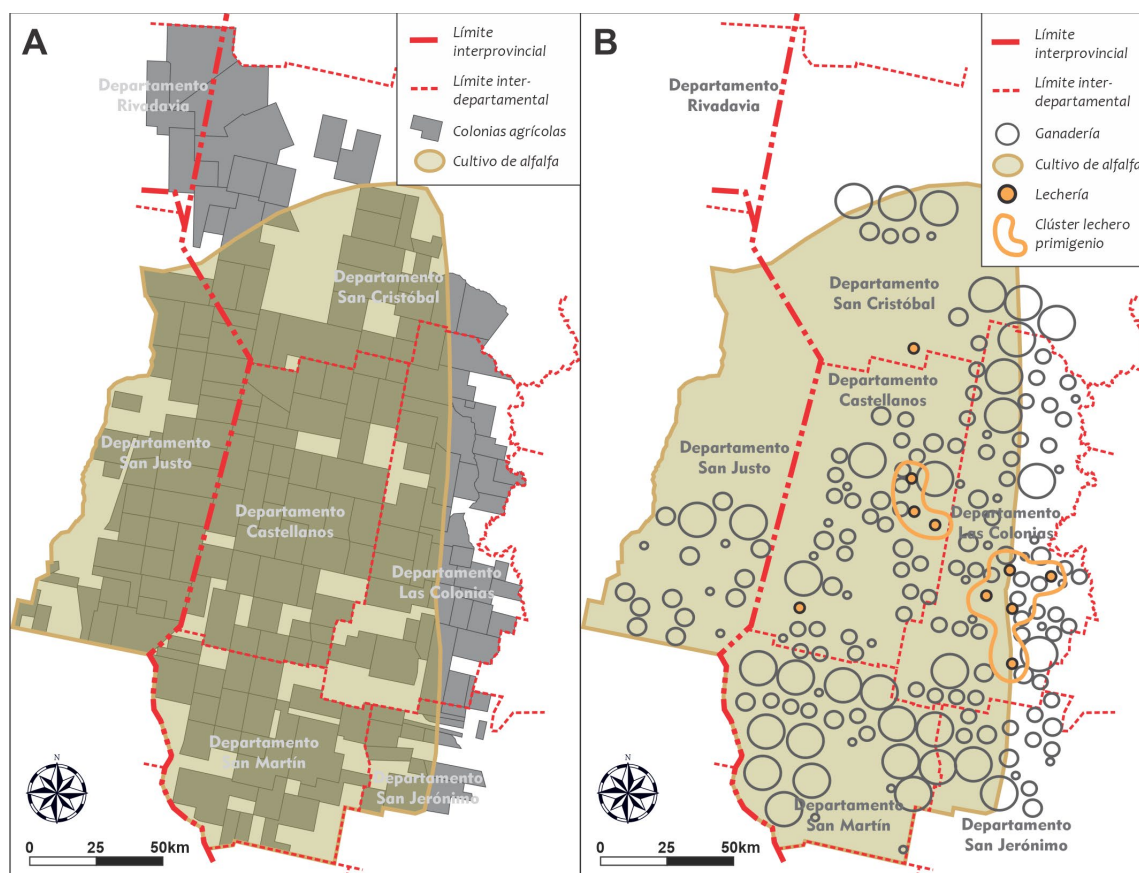 A
Límite
interprovincial
Límite inter-
departamental
Colonias agrícolas
Cultivo de alfalfa
Departamento
Rivadavia
Departamento
San Cristóbal
Departamento
San Justo
Departamento
Castellanos
Departamento
Las Colonias
Departamento
San Martín
Departamento
San Jerónimo
N
0 25 50km
B
Límite
interprovincial
Límite inter-
departamental
Ganadería
Cultivo de alfalfa
Lechería
Clúster lechero
primigenio
Departamento
Rivadavia
Departamento
San Cristóbal
Departamento
Castellanos
Departamento
San Justo
Departamento
Las Colonias
Departamento
San Martín
Departamento
San Jerónimo
N
0 25 50km